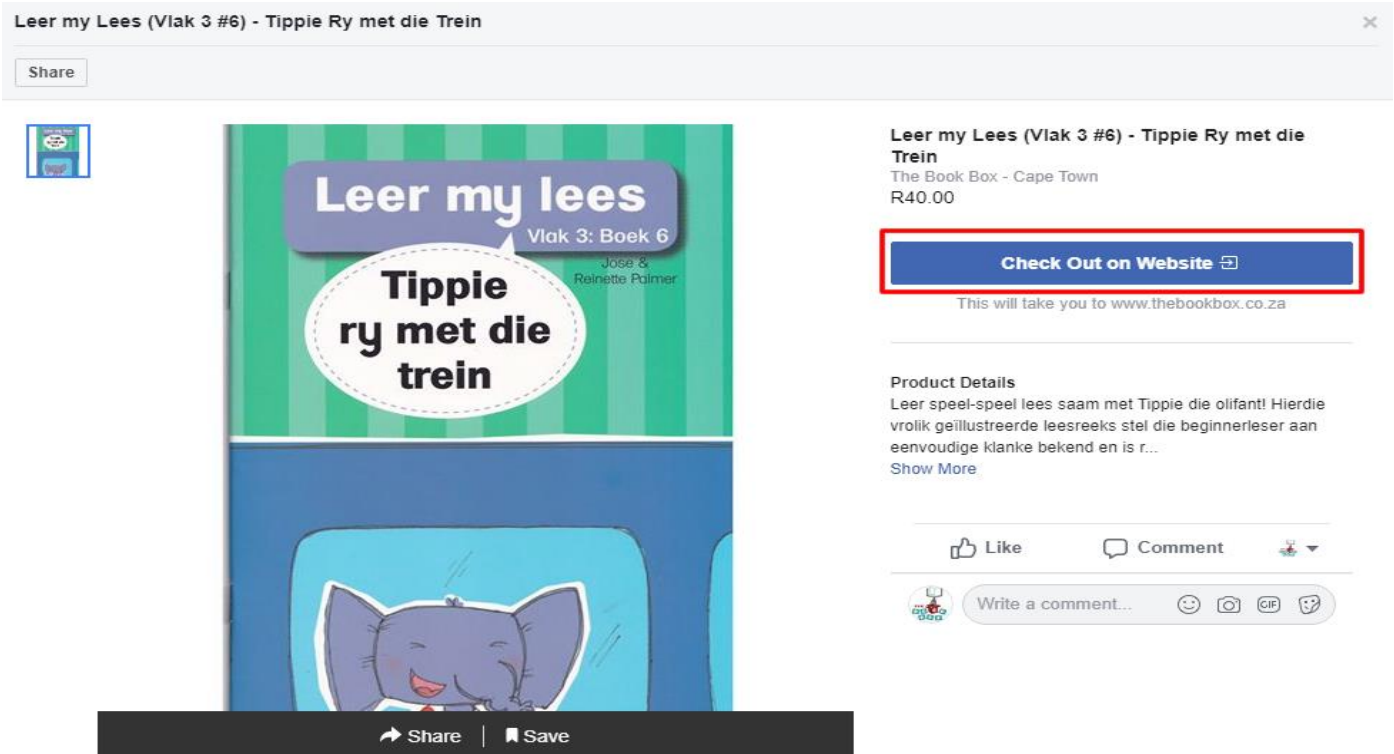 Leer my Lees (Vlak 3 #6) - Tippie Ry met die Trein
Share
Leer my lees
Vlak 3: Boek 6
Jose &
Reinette Palmer
Tippie
ry met die
trein
Share
Save
Leer my Lees (Vlak 3 #6) - Tippie Ry met die
Trein
The Book Box - Cape Town
R40.00
Check Out on Website
This will take you to www.thebookbox.co.za
Product Details
Leer speel-speel lees saam met Tippie die olifant! Hierdie
vrolik geïllustreerde leesreeks stel die beginnerleser aan
eenvoudige klanke bekend en is r...
Show More
Like
Comment
Write a comment...
GIF